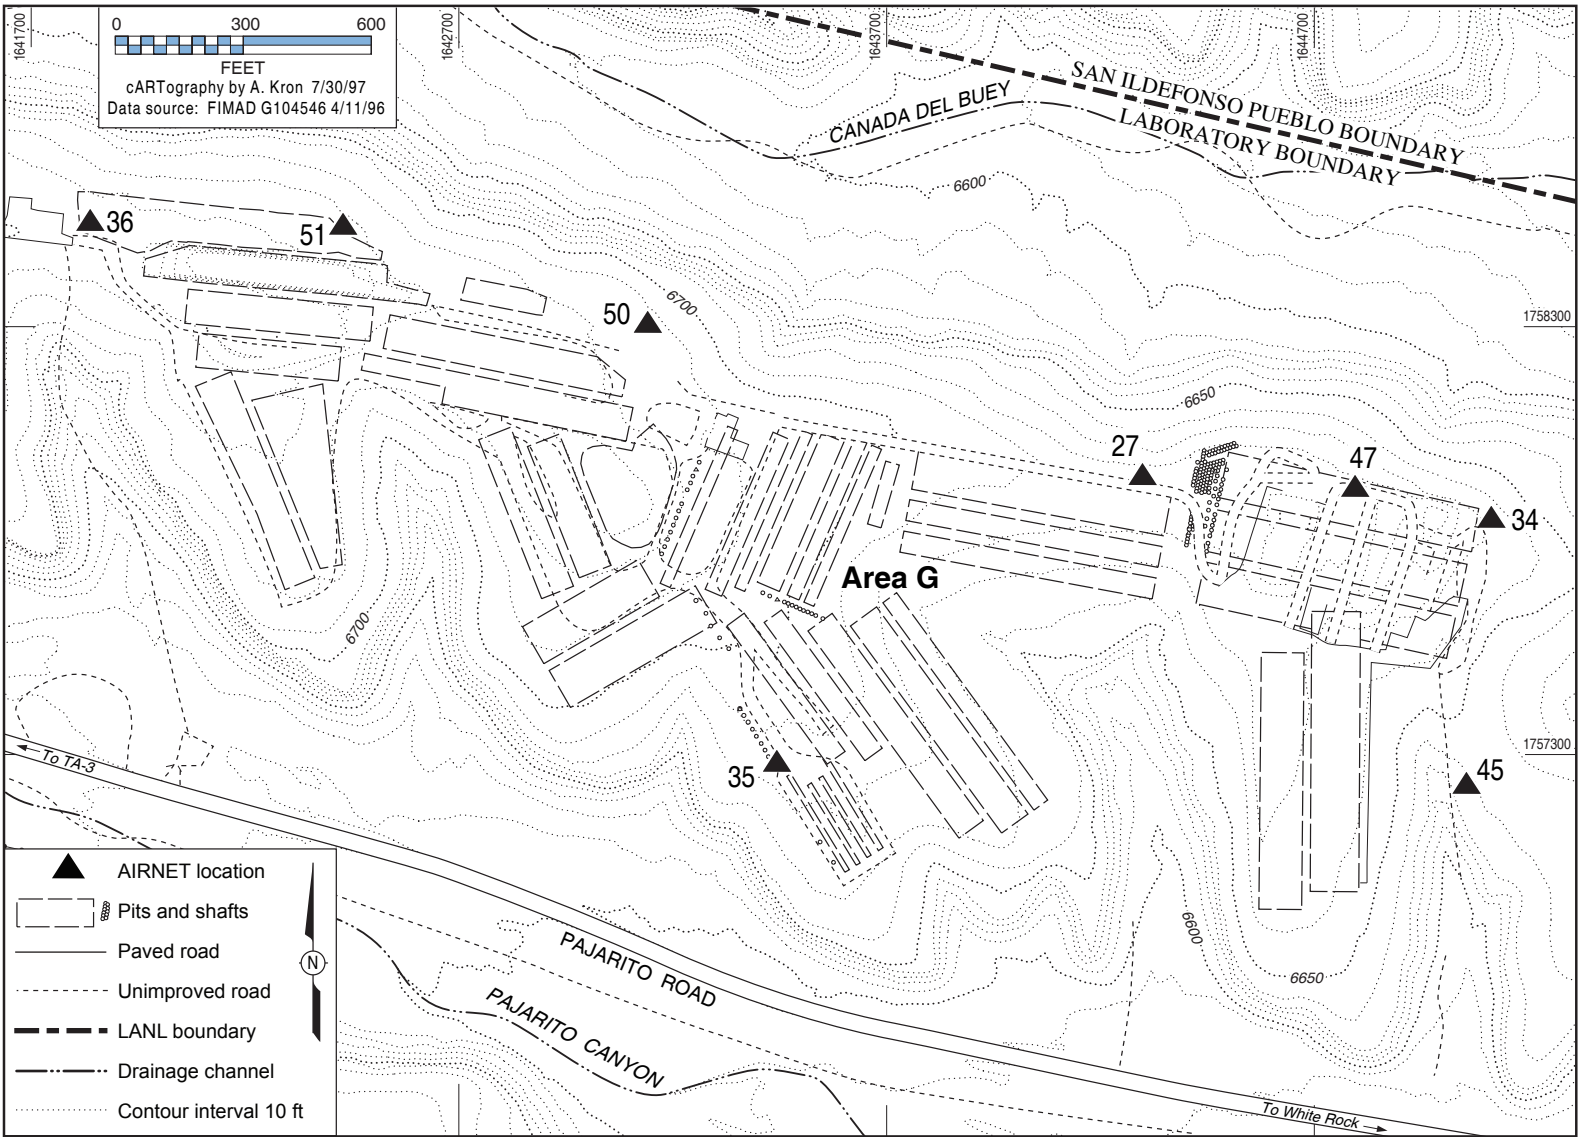 1641700
1642700
1643700
1644700
0 300 600
FEET
cARTography by A. Kron 7/30/97
Data source: FIMAD G104546 4/11/96
SAN ILDEFONSO PUEBLO BOUNDARY
LABORATORY BOUNDARY
CANADA DEL BUEY
6600
36
51
50
6700
1758300
6650
27
47
34
Area G
6700
1757300
To TA-3
35
45
6600
6650
PAJARITO ROAD
PAJARITO CANYON
To White Rock
AIRNET location
Pits and shafts
Paved road
Unimproved road
LANL boundary
Drainage channel
Contour interval 10 ft
N